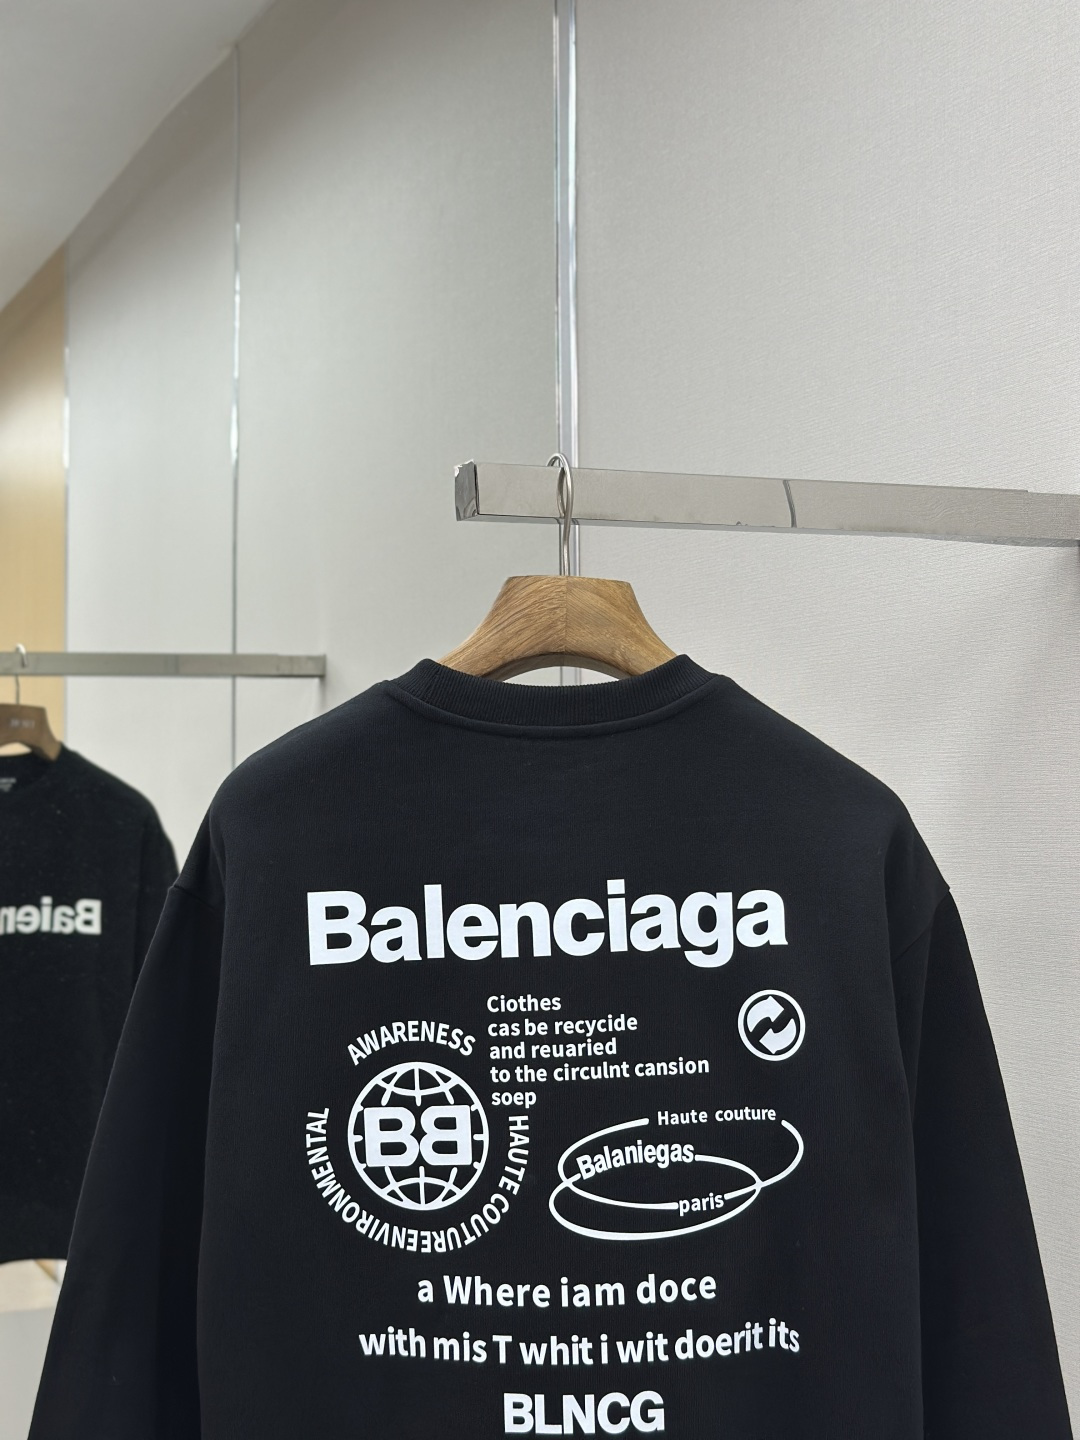 Balenciaga
Ciothes
cas be recycide
and reuaried
to the circulnt cansion
soep
AWARENESS
ENVIRONMENTAL
HAUTE COUTURE
BB
Haute couture
Balaniegas
paris
a Where iam doce
with mis T whit i wit doerit its
BLNCG
Baien